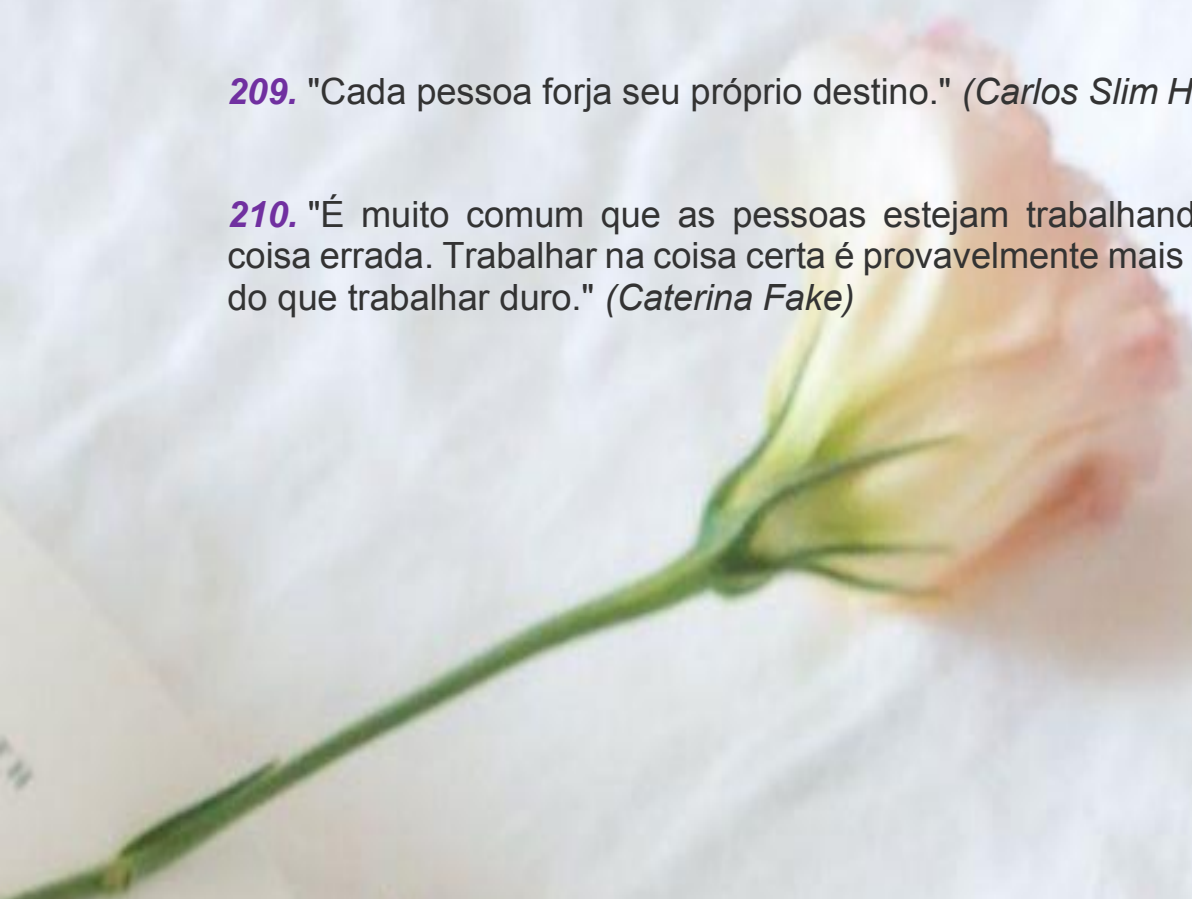 209. "Cada pessoa forja seu próprio destino." (Carlos Slim H
210. "É muito comum que as pessoas estejam trabalhand
coisa errada. Trabalhar na coisa certa é provavelmente mais
do que trabalhar duro." (Caterina Fake)